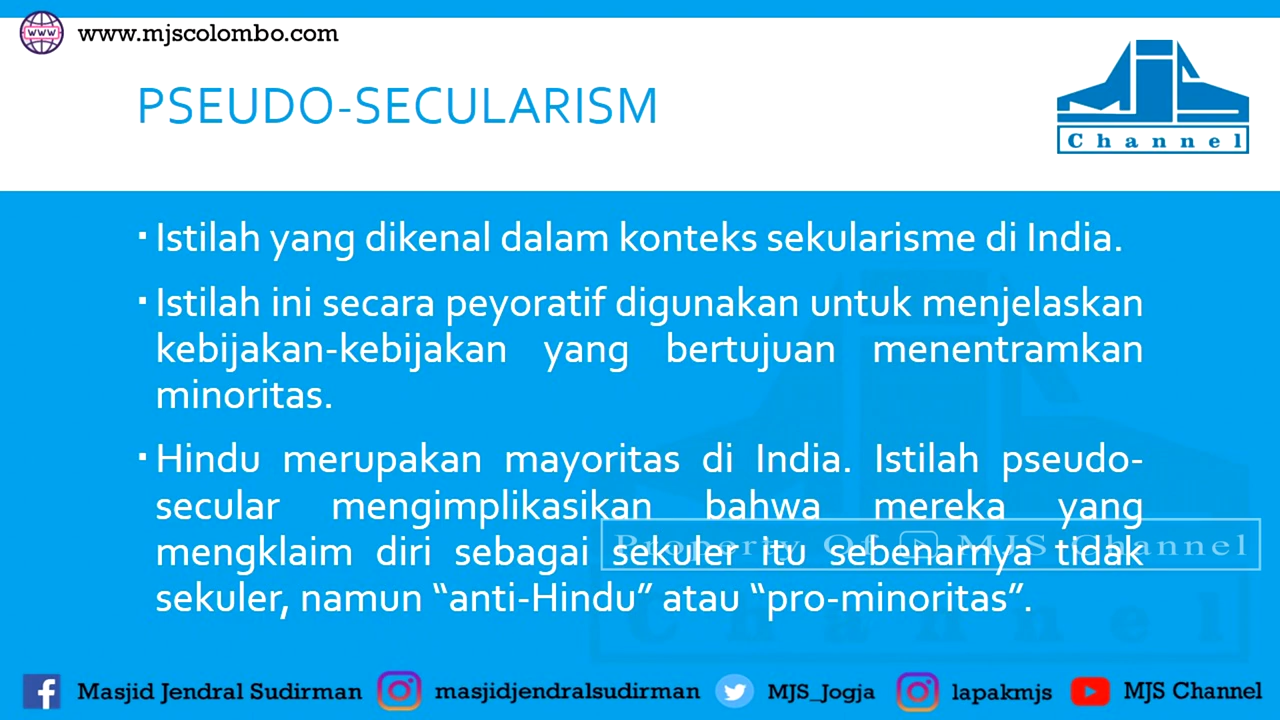 www.mjscolombo.com
PSEUDO-SECULARISM
MJS
Channel
▪ Istilah yang dikenal dalam konteks sekularisme di India.
▪ Istilah ini secara peyoratif digunakan untuk menjelaskan
kebijakan-kebijakan yang bertujuan menentramkan
minoritas.
▪ Hindu merupakan mayoritas di India. Istilah pseudo-
secular mengimplikasikan bahwa mereka yang
mengklaim diri sebagai sekuler itu sebenarnya tidak
sekuler, namun “anti-Hindu” atau “pro-minoritas”.
Property Of MJS Channel
Channel
Masjid Jendral Sudirman masjidjendralsudirman MJS_Jogja lapakmjs MJS Channel